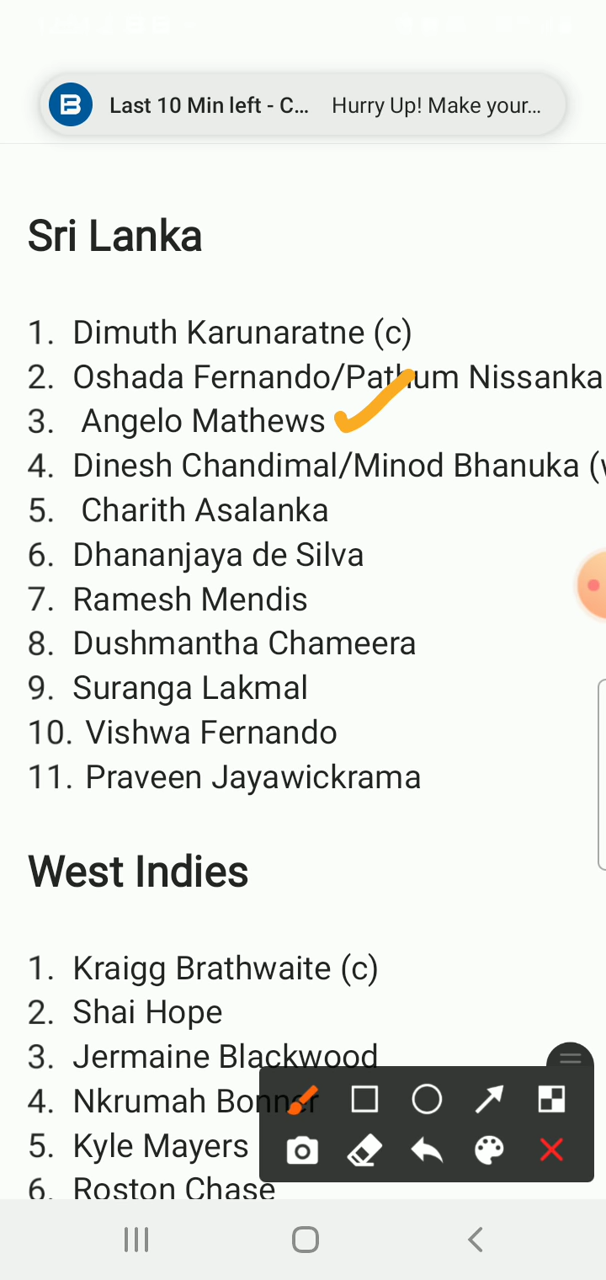 Last 10 Min left - C... Hurry Up! Make your...
Sri Lanka
1. Dimuth Karunaratne (c)
2. Oshada Fernando/Pathum Nissanka
3. Angelo Mathews
4. Dinesh Chandimal/Minod Bhanuka (
5. Charith Asalanka
6. Dhananjaya de Silva
7. Ramesh Mendis
8. Dushmantha Chameera
9. Suranga Lakmal
10. Vishwa Fernando
11. Praveen Jayawickrama
West Indies
1. Kraigg Brathwaite (c)
2. Shai Hope
3. Jermaine Blackwood
4. Nkrumah Bonner
5. Kyle Mayers
6. Roston Chase